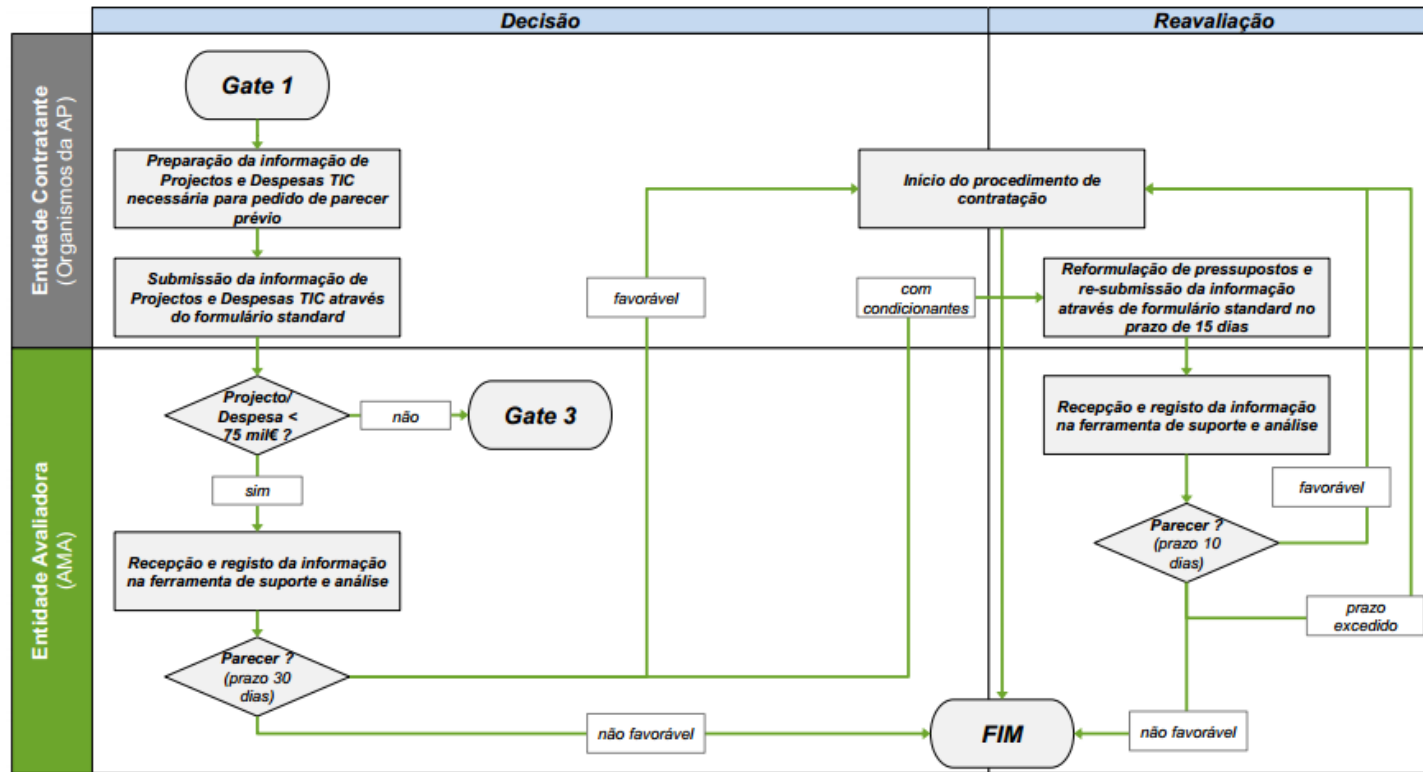 Decisão
Reavaliação
Entidade Contratante
(Organismos da AP)
Gate 1
Preparação da informação de
Projectos e Despesas TIC
necessária para pedido de parecer
prévio
Inicio do procedimento de
contratação
Submissão da informação de
Projectos e Despesas TIC através
do formulário standard
favorável
com
condicionantes
Reformulação de pressupostos e
re-submissão da informação
através de formulário standard no
prazo de 15 dias
Entidade Avaliadora
(AMA)
Projecto/
Despesa <
75 mil€ ?
não
Gate 3
Recepção e registo da informação
na ferramenta de suporte e análise
sim
favorável
Parecer ?
(prazo 10
dias)
Recepção e registo da informação
na ferramenta de suporte e análise
prazo
excedido
Parecer ?
(prazo 30
dias)
não favorável
FIM
não favorável